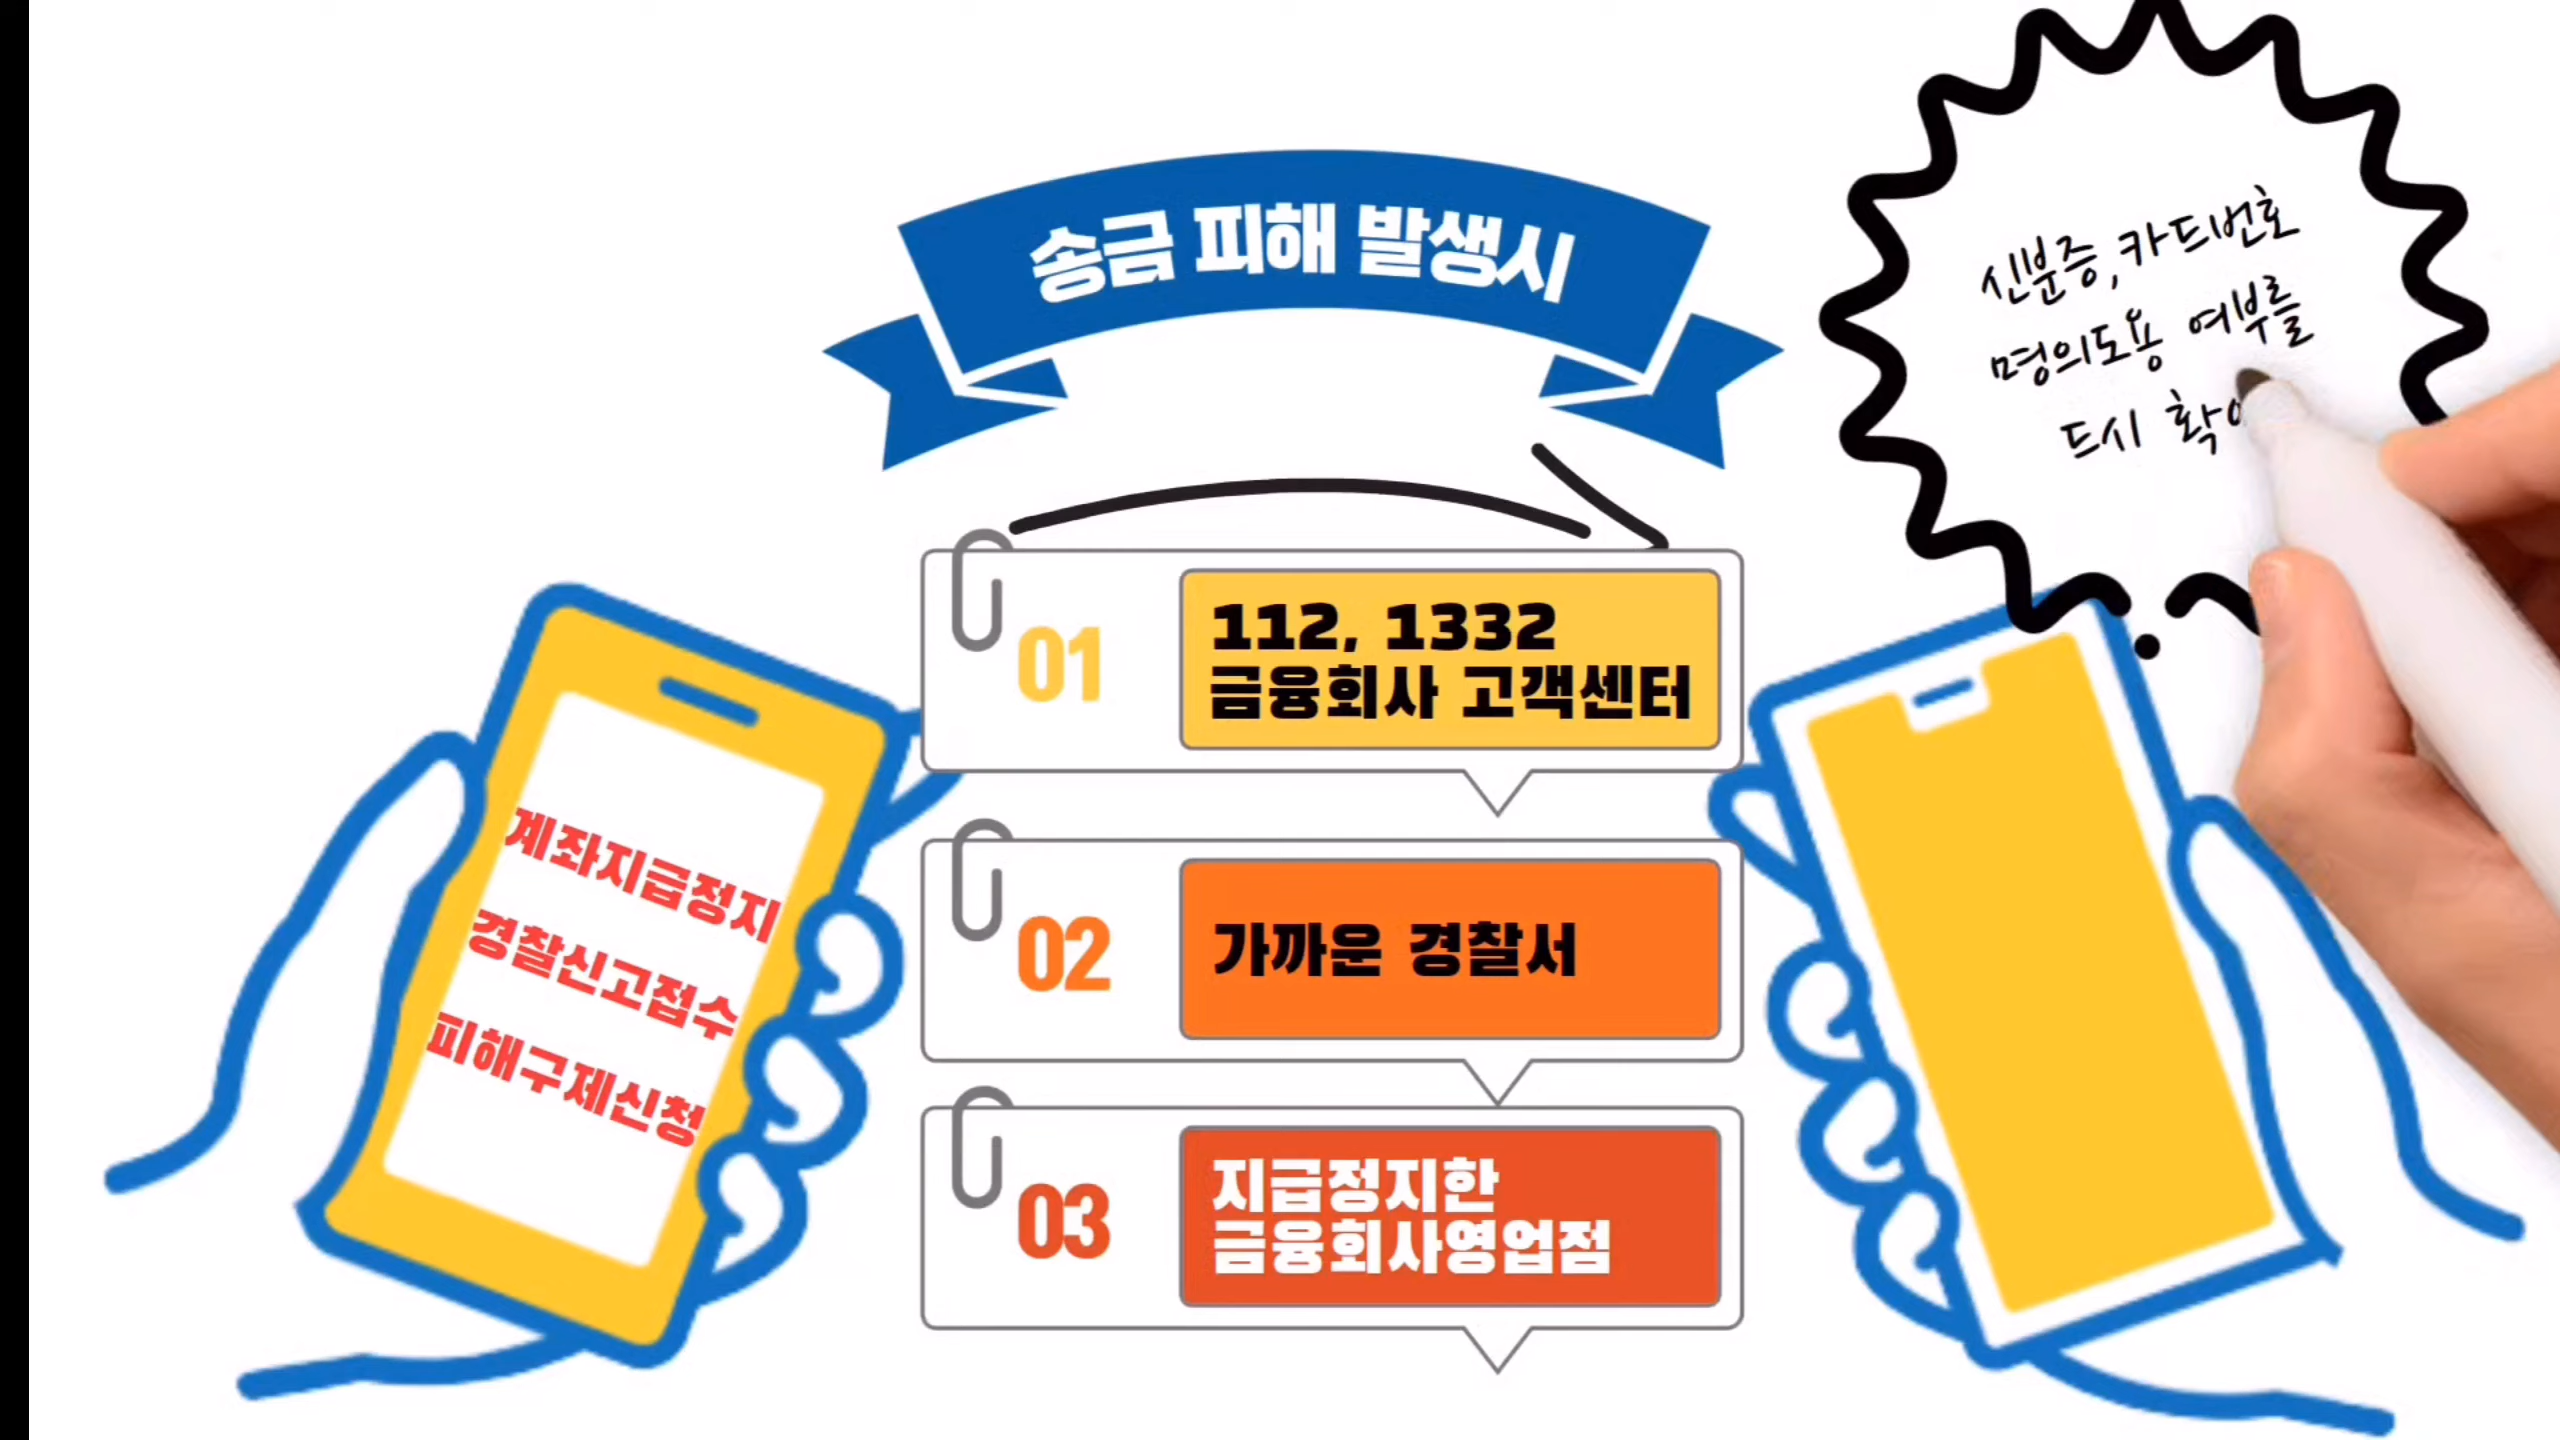 송금 피해 발생시
신분증,카드번호
명의도용 여부를
드시
01
112, 1332
금융회사 고객센터
02
가까운 경찰서
03
지급정지한
금융회사영업점
계좌지급정지
경찰신고접수
피해구제신청